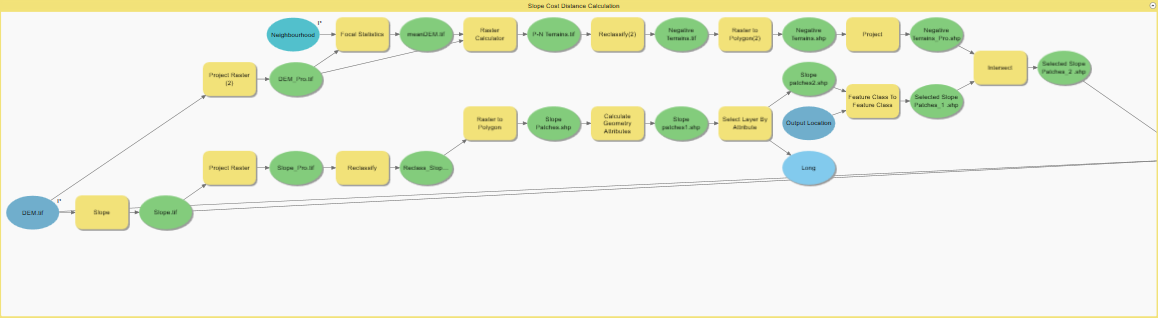 Slope Cost Distance Calculation
Neighbourhood
P
Focal Statistics
meanDEM.tif
Raster
Calculator
P-N Terrains.tif
Reclassify(2)
Negative
Terrains.tif
Raster to
Polygon(2)
Negative
Terrains.shp
Project
Negative
Terrains_Pro.shp
Project Raster
(2)
DEM_Pro.tif
Intersect
Selected Slope
Patches_2 .shp
Slope
patches2.shp
Feature Class To
Feature Class
Selected Slope
Patches_1 .shp
Raster to
Polygon
Slope
Patches.shp
Calculate
Geometry
Attributes
Slope
patches1.shp
Select Layer By
Attribute
Output Location
Project Raster
Slope_Pro.tif
Reclassify
Reclass_Slop...
Long
DEM.tif
P
Slope
Slope.tif